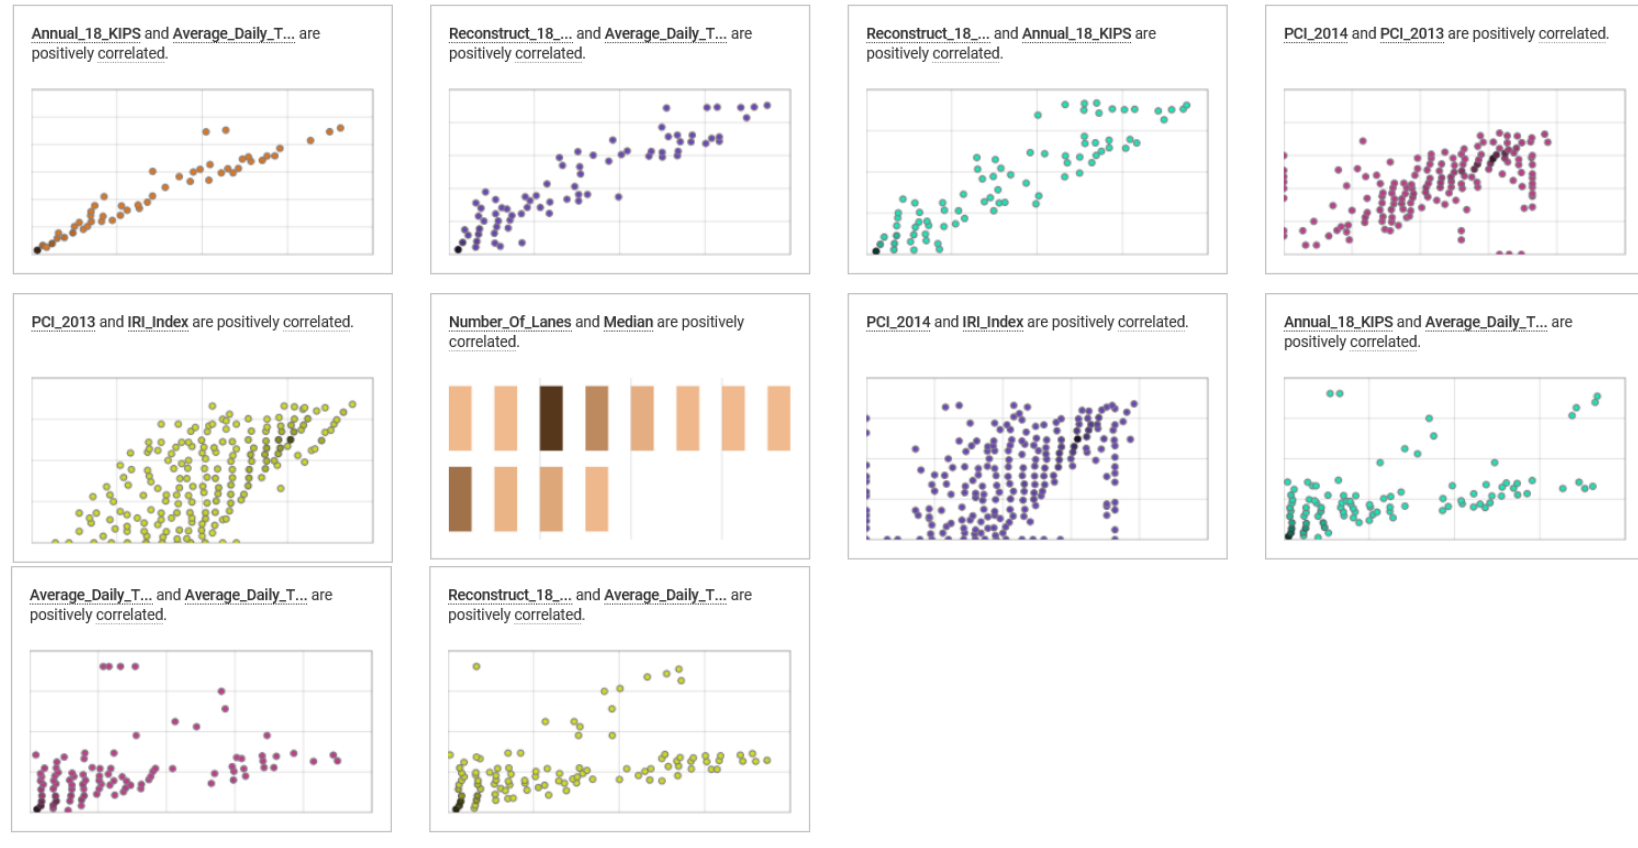 Annual_18_KIPS and Average_Daily_T... are
positively correlated.
Reconstruct_18_... and Average_Daily_T... are
positively correlated.
Reconstruct_18_... and Annual_18_KIPS are
positively correlated.
PCI_2014 and PCI_2013 are positively correlated.
PCI_2013 and IRI_Index are positively correlated.
Number_Of_Lanes and Median are positively
correlated.
PCI_2014 and IRI_Index are positively correlated.
Annual_18_KIPS and Average_Daily_T... are
positively correlated.
Average_Daily_T... and Average_Daily_T... are
positively correlated.
Reconstruct_18_... and Average_Daily_T... are
positively correlated.